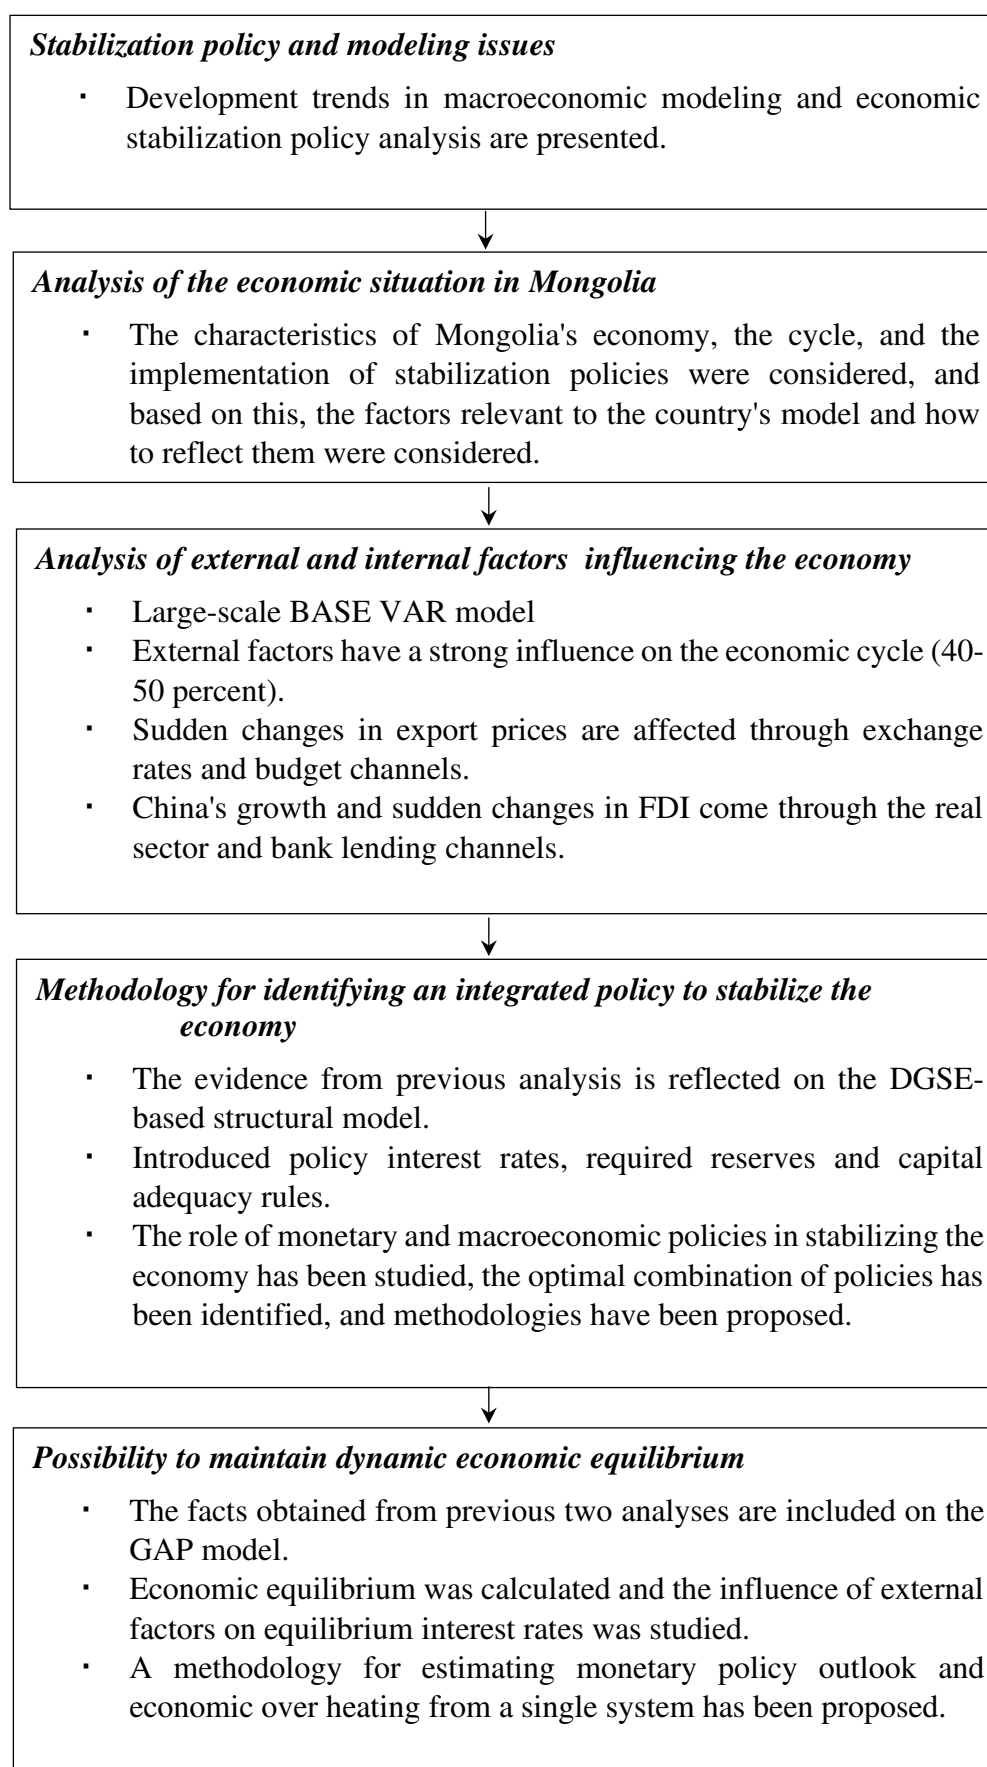 Stabilization policy and modeling issues
▪ Development trends in macroeconomic modeling and economic
stabilization policy analysis are presented.
Analysis of the economic situation in Mongolia
▪ The characteristics of Mongolia's economy, the cycle, and the
implementation of stabilization policies were considered, and
based on this, the factors relevant to the country's model and how
to reflect them were considered.
Analysis of external and internal factors influencing the economy
▪ Large-scale BASE VAR model
▪ External factors have a strong influence on the economic cycle (40-
50 percent).
▪ Sudden changes in export prices are affected through exchange
rates and budget channels.
▪ China's growth and sudden changes in FDI come through the real
sector and bank lending channels.
Methodology for identifying an integrated policy to stabilize the
economy
▪ The evidence from previous analysis is reflected on the DGSE-
based structural model.
▪ Introduced policy interest rates, required reserves and capital
adequacy rules.
▪ The role of monetary and macroeconomic policies in stabilizing the
economy has been studied, the optimal combination of policies has
been identified, and methodologies have been proposed.
Possibility to maintain dynamic economic equilibrium
▪ The facts obtained from previous two analyses are included on the
GAP model.
▪ Economic equilibrium was calculated and the influence of external
factors on equilibrium interest rates was studied.
▪ A methodology for estimating monetary policy outlook and
economic over heating from a single system has been proposed.